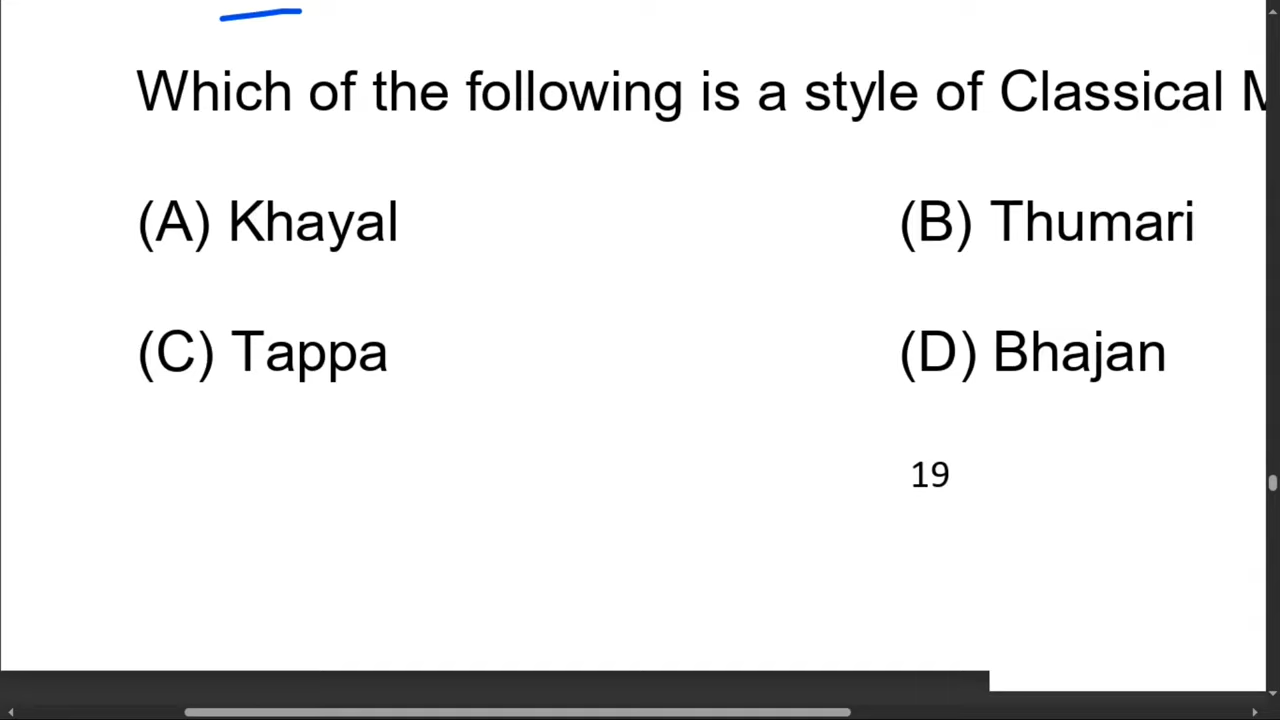 Which of the following is a style of Classical
(A) Khayal (B) Thumari
(C) Tappa (D) Bhajan
19